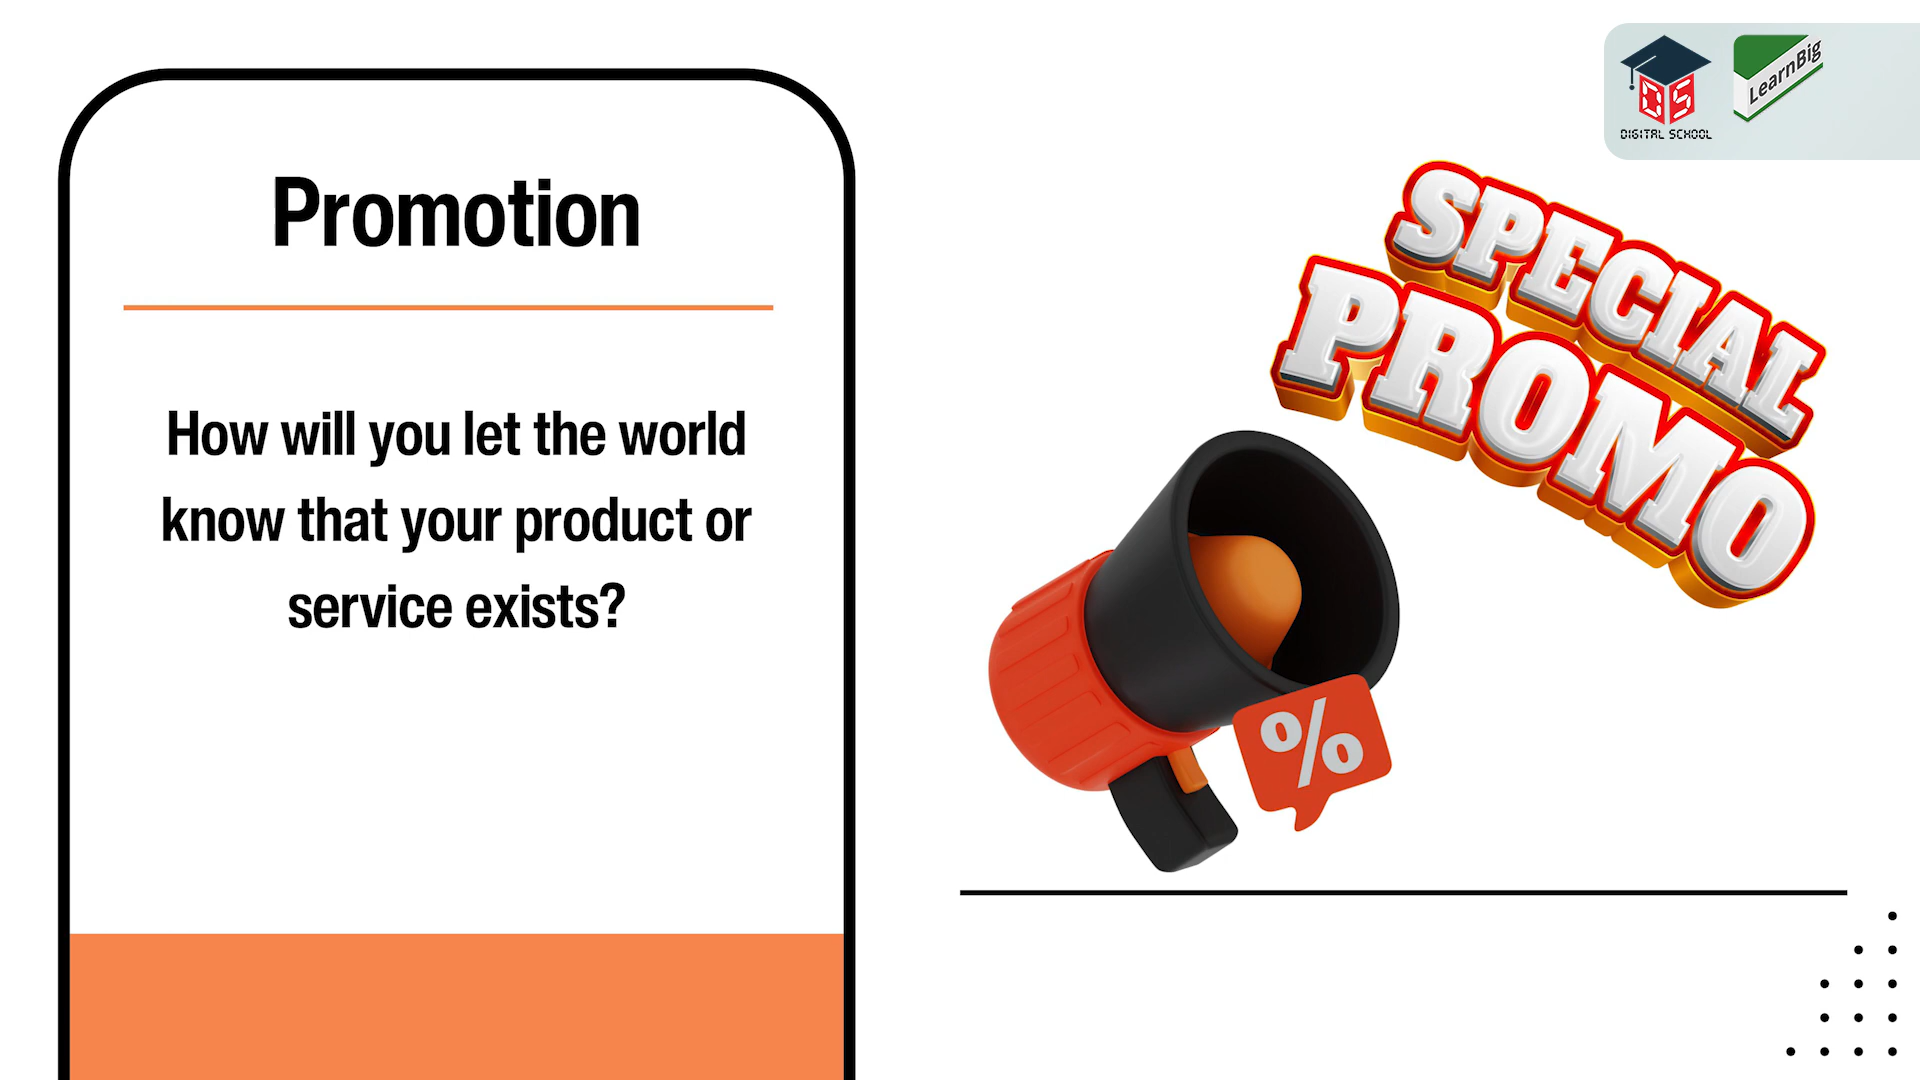 Promotion
How will you let the world
know that your product or
service exists?
DS
DIGITAL SCHOOL
LearnBig
SPECIAL
PROMO
%